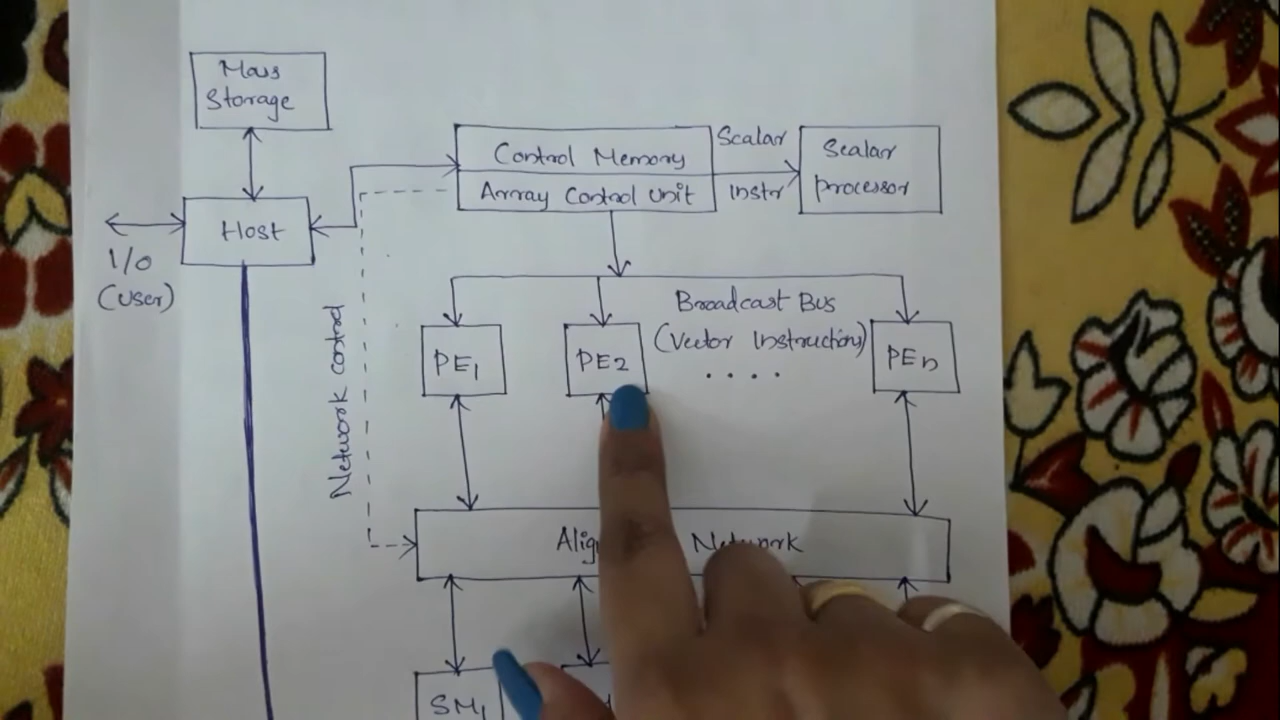 Mass
Storage
Control Memory
Array Control Unit
Scalar
Instr
Scalar
processor
Host
I/O
(User)
Network control
Broadcast Bus
(Vector Instruction)
PE1
PE2
. . . .
PEn
Network
SM1